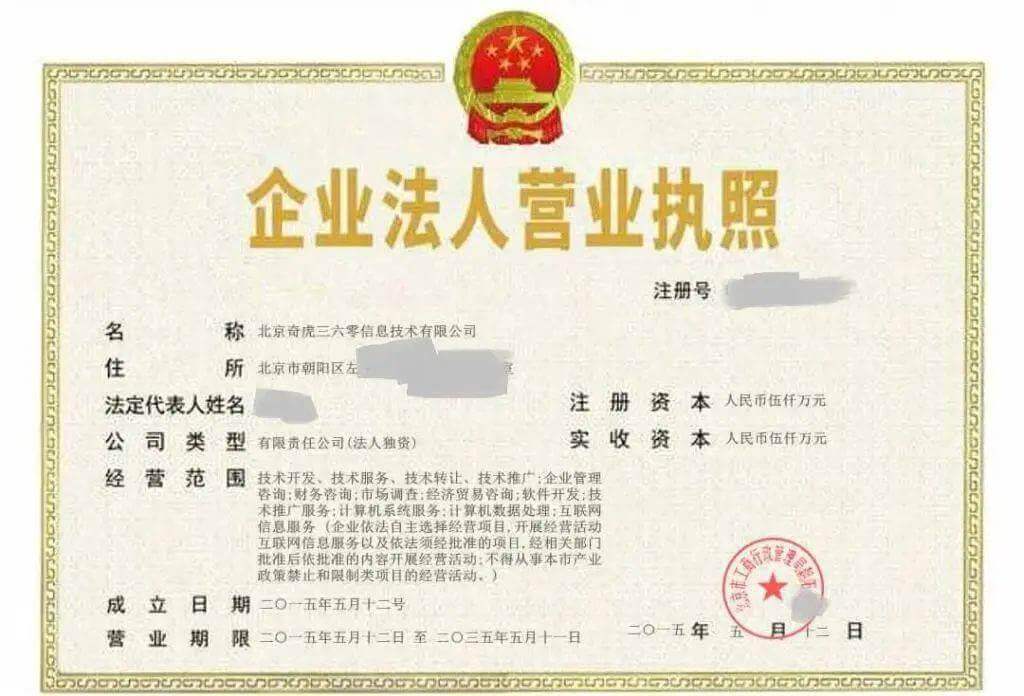 企业法人营业执照
注册号
名称 北京奇虎三六零信息技术有限公司
住所 北京市朝阳区左
法定代表人姓名
注册资本 人民币伍仟万元
公司类型 有限责任公司(法人独资)
实收资本 人民币伍仟万元
经营范围 技术开发、技术服务、技术转让、技术推广;企业管理
咨询;财务咨询;市场调查;经济贸易咨询;软件开发;技
术推广服务;计算机系统服务;计算机数据处理;互联网
信息服务（企业依法自主选择经营项目,开展经营活动
互联网信息服务以及依法须经批准的项目,经相关部门
批准后依批准的内容开展经营活动;不得从事本市产业
政策禁止和限制类项目的经营活动。）
成立日期 二〇一五年五月十二号
营业期限 二〇一五年五月十二日 至 二〇三五年五月十一日
二〇一五年 五月十二日
北京市工商行政管理局